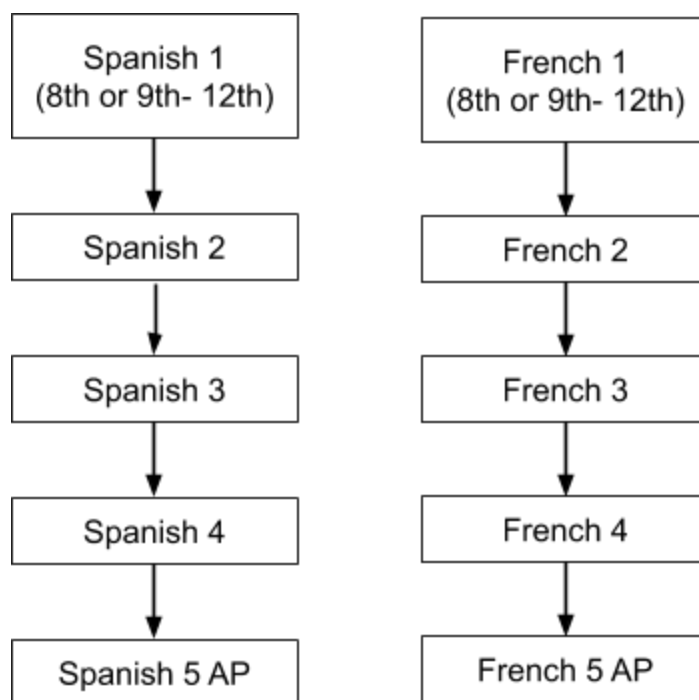 Spanish 1
(8th or 9th- 12th)
Spanish 2
Spanish 3
Spanish 4
Spanish 5 AP
French 1
(8th or 9th- 12th)
French 2
French 3
French 4
French 5 AP